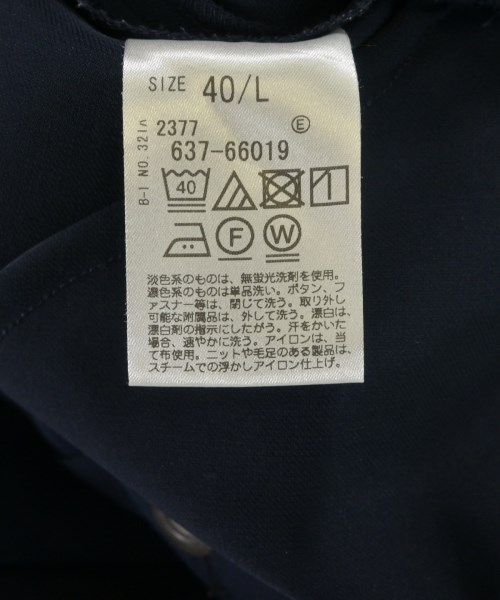 SIZE 40/L
B-I NO.321A
2377 E
637-66019
40
F W
淡色系のものは、無蛍光洗剤を使用。
濃色系のものは単品洗い。ボタン、フ
ァスナー等は、閉じて洗う。取り外し
可能な附属品は、外して洗う。漂白は、
漂白剤の指示にしたがう。汗をかいた
場合、速やかに洗う。アイロンは、当
て布使用。ニットや毛足のある製品は、
スチームでの浮かしアイロン仕上げ。